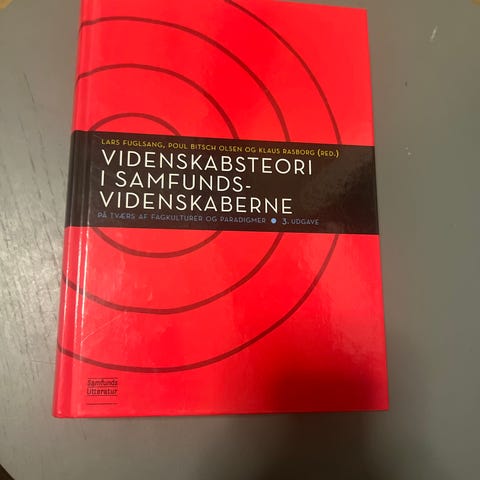 LARS FUGLSANG, POUL BITSCH OLSEN OG KLAUS RASBORG (RED.)
VIDENSKABSTEORI
I SAMFUNDS-
VIDENSKABERNE
PÅ TVÆRS AF FAGKULTURER OG PARADIGMER • 3. UDGAVE
Samfunds
Litteratur